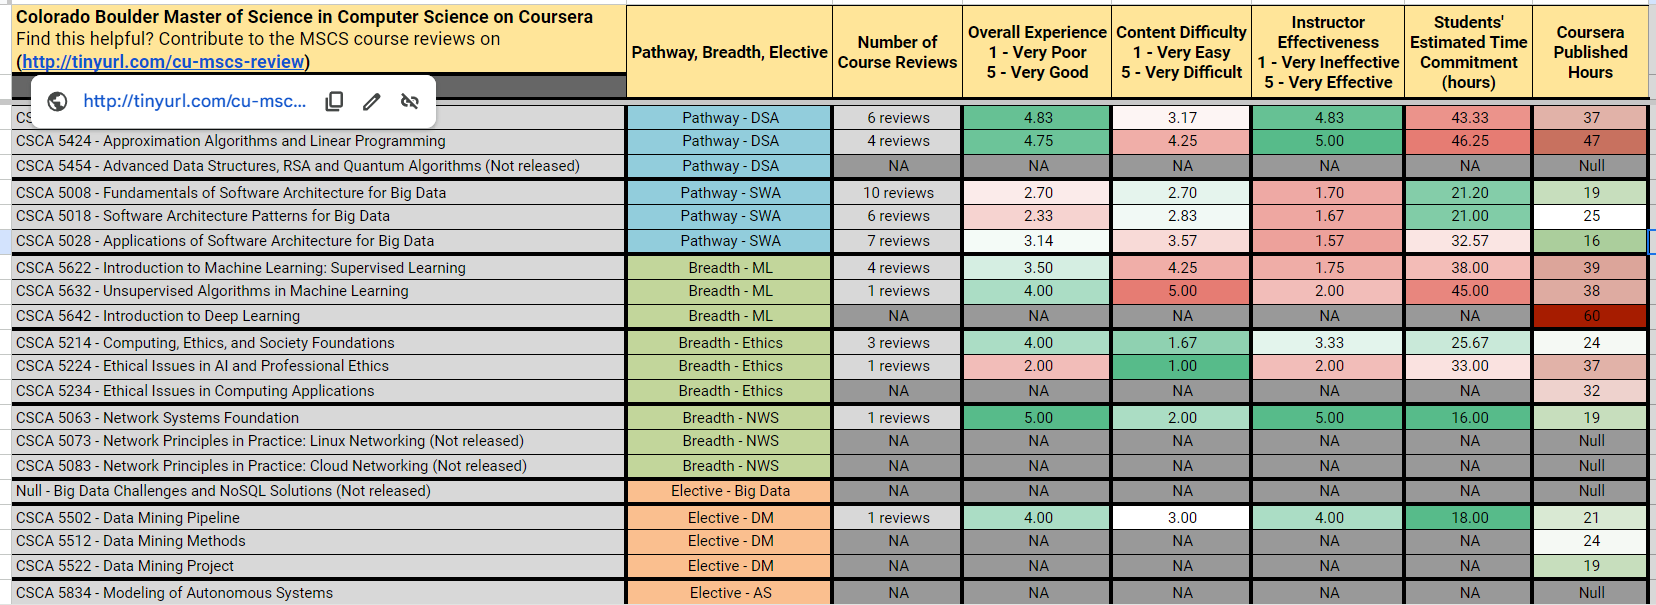 Colorado Boulder Master of Science in Computer Science on Coursera
Find this helpful? Contribute to the MSCS course reviews on
(http://tinyurl.com/cu-mscs-review)
Pathway, Breadth, Elective
Number of
Course Reviews
Overall Experience
1 - Very Poor
5 - Very Good
Content Difficulty
1 - Very Easy
5 - Very Difficult
Instructor
Effectiveness
1 - Very Ineffective
5 - Very Effective
Students'
Estimated Time
Commitment
(hours)
Coursera
Published
Hours
http://tinyurl.com/cu-msc...
CS Pathway - DSA 6 reviews 4.83 3.17 4.83 43.33 37
CSCA 5424 - Approximation Algorithms and Linear Programming Pathway - DSA 4 reviews 4.75 4.25 5.00 46.25 47
CSCA 5454 - Advanced Data Structures, RSA and Quantum Algorithms (Not released) Pathway - DSA NA NA NA NA NA Null
CSCA 5008 - Fundamentals of Software Architecture for Big Data Pathway - SWA 10 reviews 2.70 2.70 1.70 21.20 19
CSCA 5018 - Software Architecture Patterns for Big Data Pathway - SWA 6 reviews 2.33 2.83 1.67 21.00 25
CSCA 5028 - Applications of Software Architecture for Big Data Pathway - SWA 7 reviews 3.14 3.57 1.57 32.57 16
CSCA 5622 - Introduction to Machine Learning: Supervised Learning Breadth - ML 4 reviews 3.50 4.25 1.75 38.00 39
CSCA 5632 - Unsupervised Algorithms in Machine Learning Breadth - ML 1 reviews 4.00 5.00 2.00 45.00 38
CSCA 5642 - Introduction to Deep Learning Breadth - ML NA NA NA NA NA 60
CSCA 5214 - Computing, Ethics, and Society Foundations Breadth - Ethics 3 reviews 4.00 1.67 3.33 25.67 24
CSCA 5224 - Ethical Issues in AI and Professional Ethics Breadth - Ethics 1 reviews 2.00 1.00 2.00 33.00 37
CSCA 5234 - Ethical Issues in Computing Applications Breadth - Ethics NA NA NA NA NA 32
CSCA 5063 - Network Systems Foundation Breadth - NWS 1 reviews 5.00 2.00 5.00 16.00 19
CSCA 5073 - Network Principles in Practice: Linux Networking (Not released) Breadth - NWS NA NA NA NA NA Null
CSCA 5083 - Network Principles in Practice: Cloud Networking (Not released) Breadth - NWS NA NA NA NA NA Null
Null - Big Data Challenges and NoSQL Solutions (Not released) Elective - Big Data NA NA NA NA NA Null
CSCA 5502 - Data Mining Pipeline Elective - DM 1 reviews 4.00 3.00 4.00 18.00 21
CSCA 5512 - Data Mining Methods Elective - DM NA NA NA NA NA 24
CSCA 5522 - Data Mining Project Elective - DM NA NA NA NA NA 19
CSCA 5834 - Modeling of Autonomous Systems Elective - AS NA NA NA NA NA Null